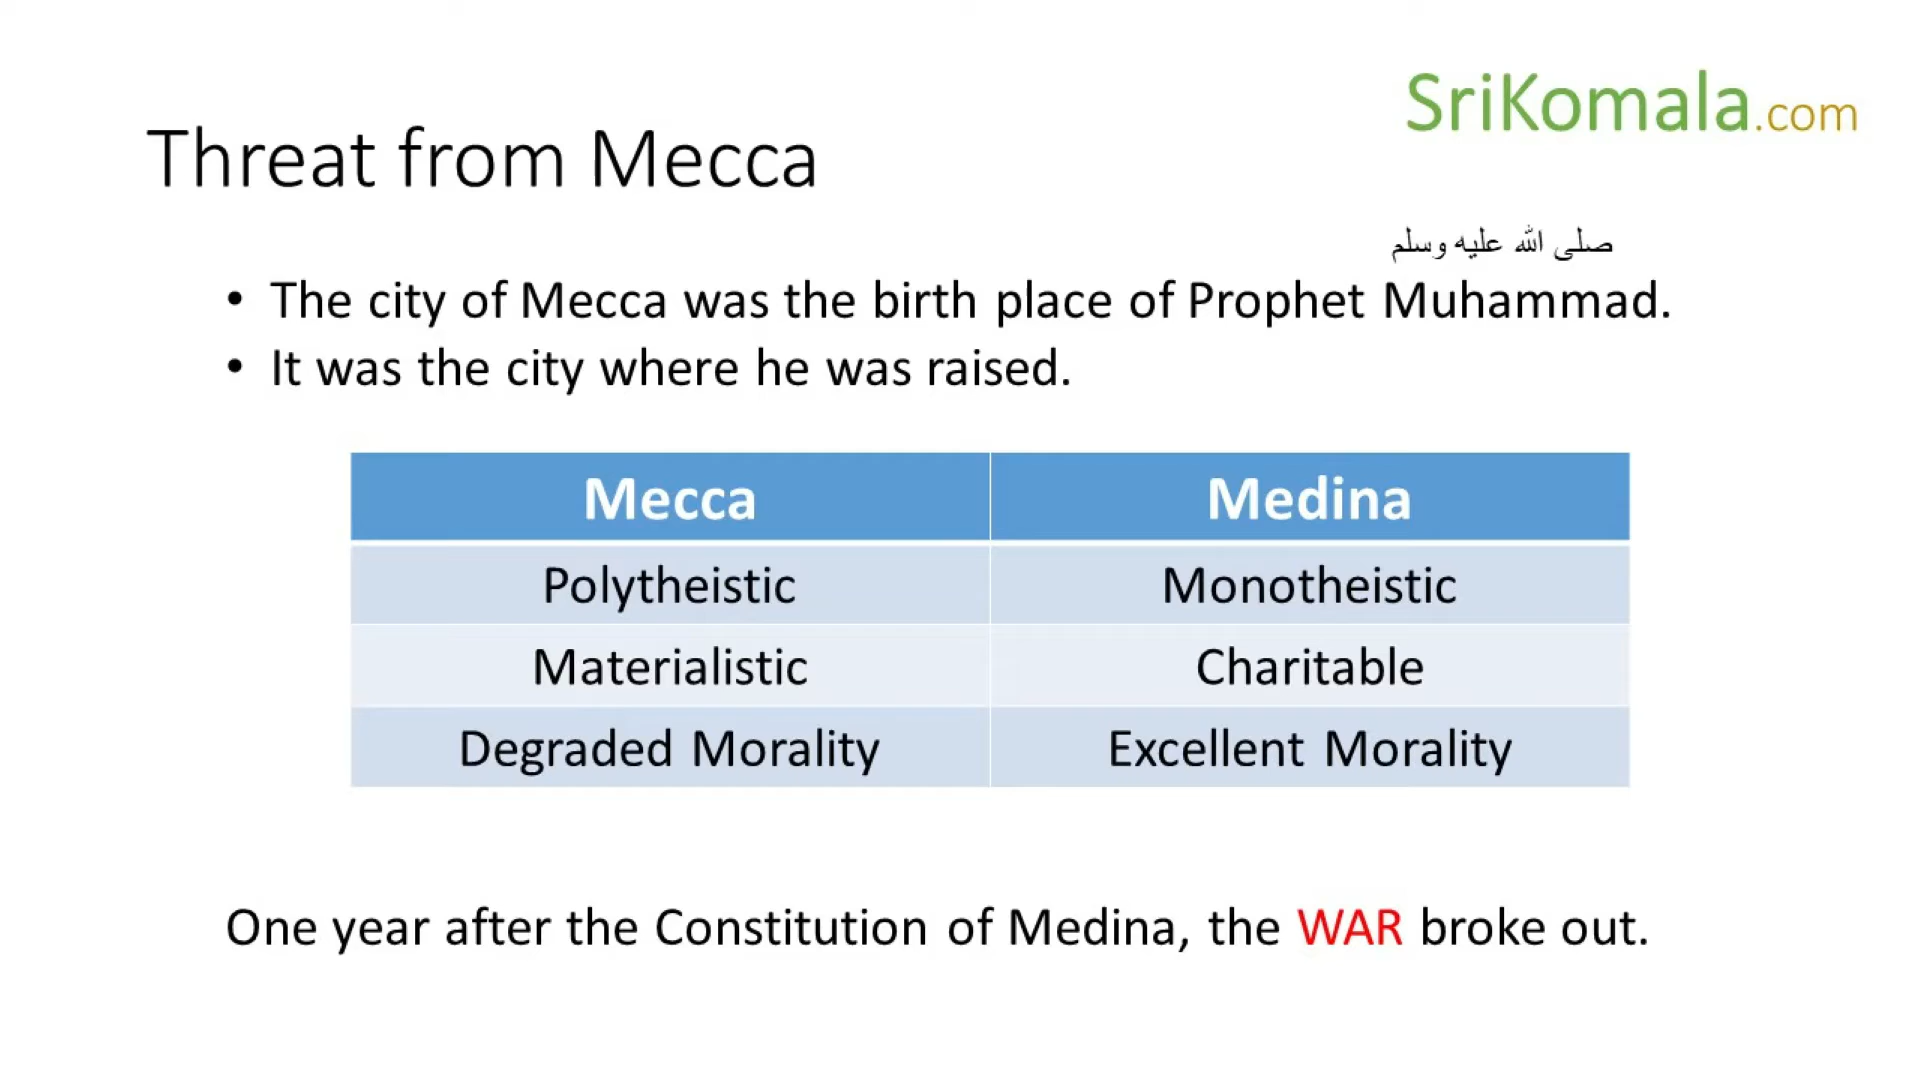 SriKomala.com
Threat from Mecca
صلى الله عليه وسلم
• The city of Mecca was the birth place of Prophet Muhammad.
• It was the city where he was raised.
Mecca Medina
Polytheistic Monotheistic
Materialistic Charitable
Degraded Morality Excellent Morality
One year after the Constitution of Medina, the WAR broke out.